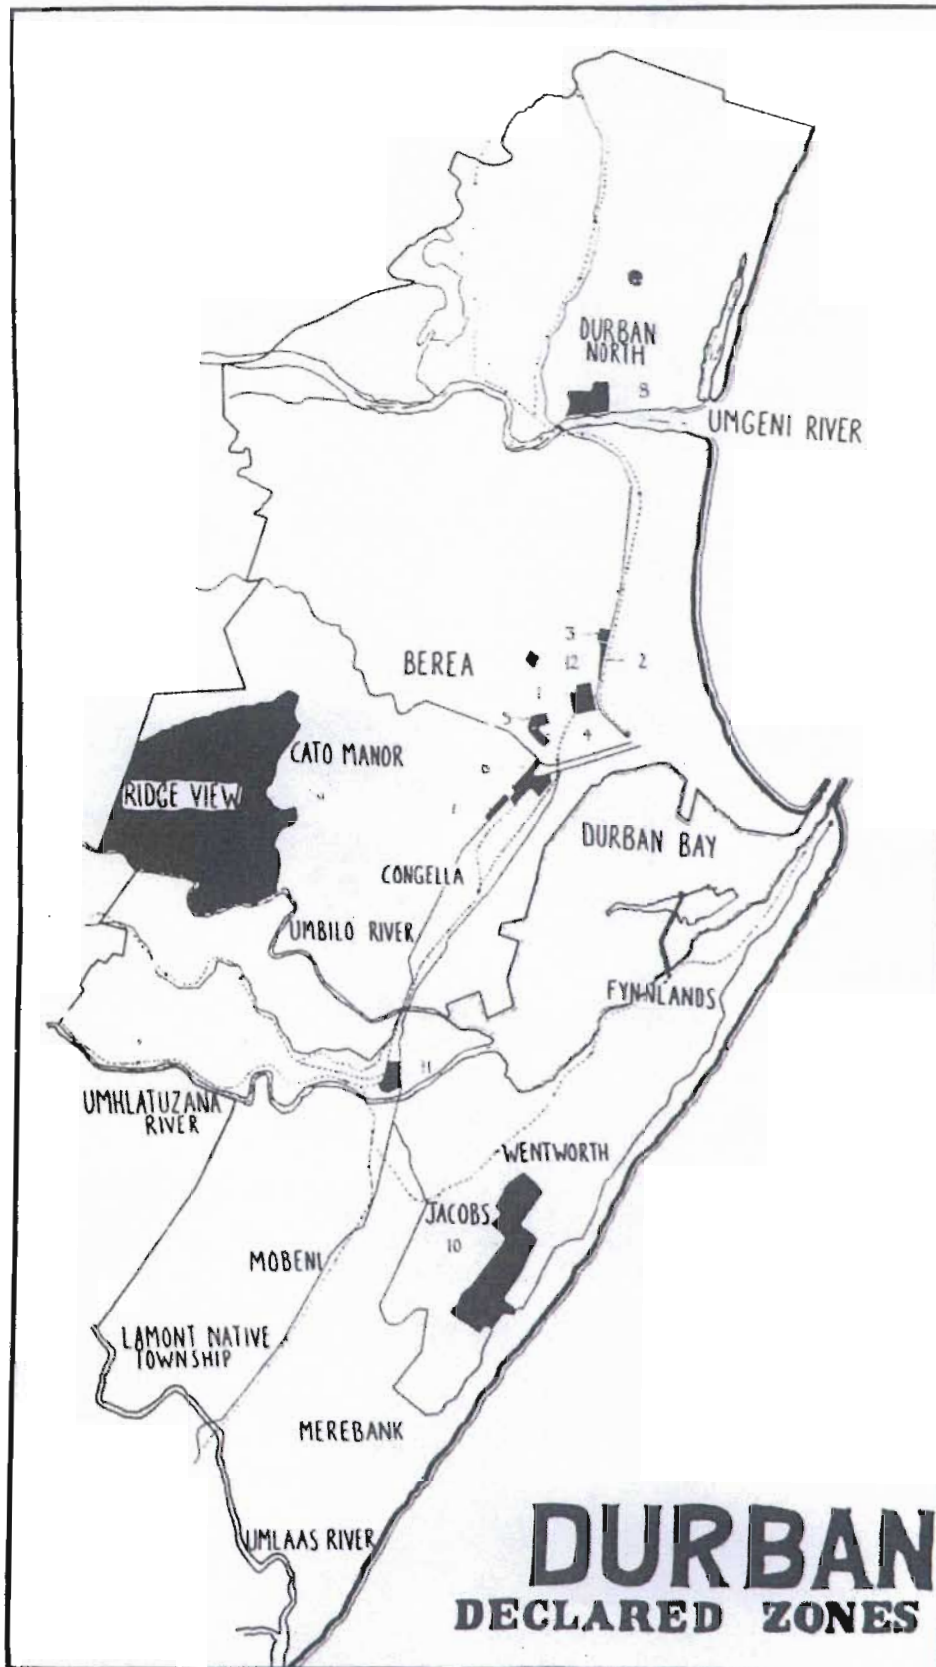 DURBAN
NORTH
8
UMGENI RIVER
3
BEREA
12
2
1
5
4
CATO MANOR
RIDGE VIEW
DURBAN BAY
CONGELLA
UMBILO RIVER
FYNNLANDS
11
UMHLATUZANA
RIVER
WENTWORTH
JACOBS
10
MOBENI
LAMONT NATIVE
TOWNSHIP
MEREBANK
UMLAAS RIVER
DURBAN
DECLARED ZONES